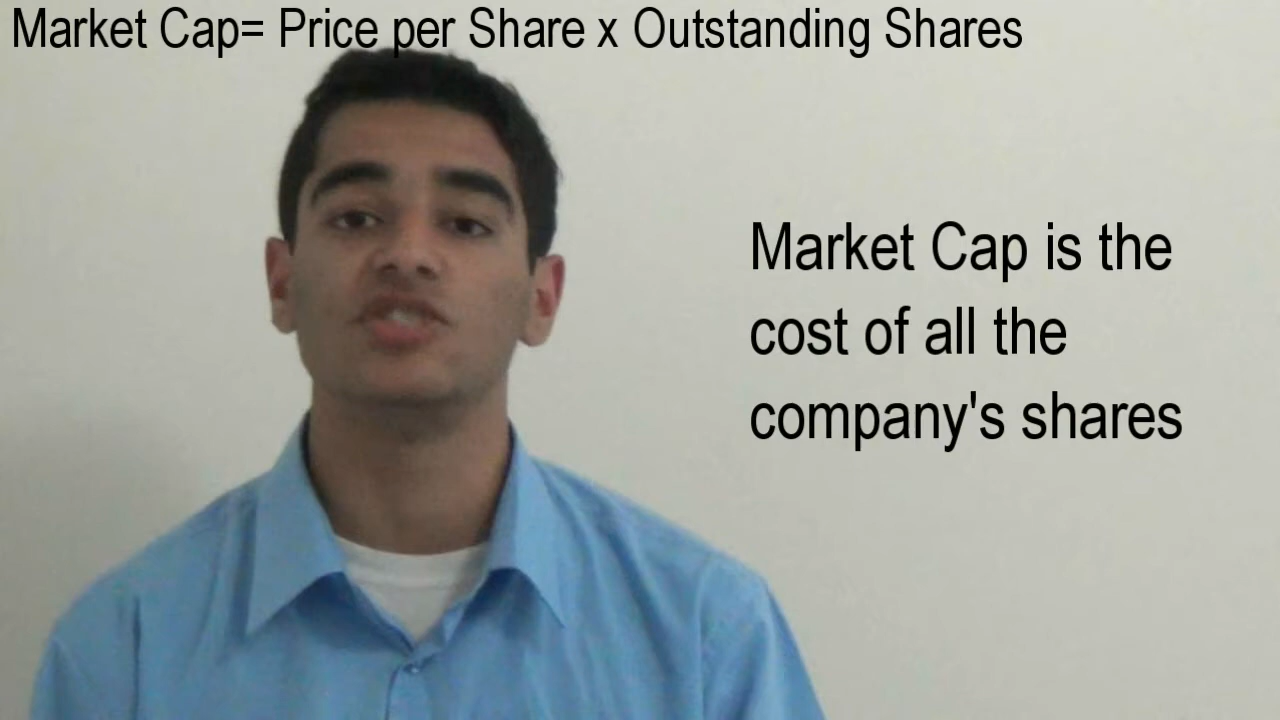 Market Cap= Price per Share x Outstanding Shares
Market Cap is the
cost of all the
company's shares